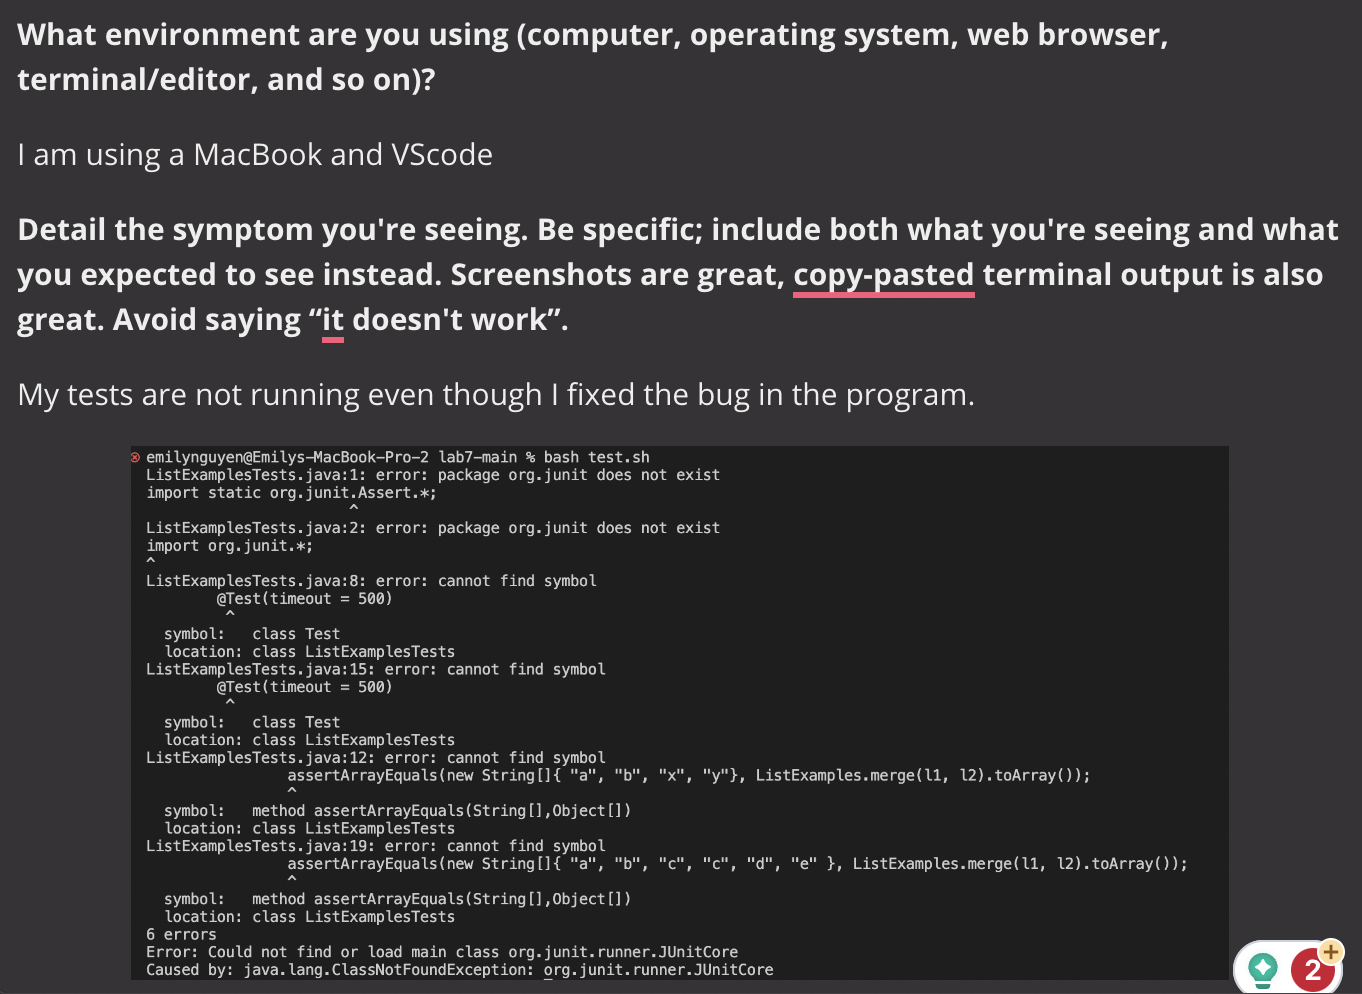 What environment are you using (computer, operating system, web browser,
terminal/editor, and so on)?
I am using a MacBook and VScode
Detail the symptom you're seeing. Be specific; include both what you're seeing and what
you expected to see instead. Screenshots are great, copy-pasted terminal output is also
great. Avoid saying “it doesn't work”.
My tests are not running even though I fixed the bug in the program.
emilynguyen@Emilys-MacBook-Pro-2 lab7-main % bash test.sh
ListExamplesTests.java:1: error: package org.junit does not exist
import static org.junit.Assert.*;
^
ListExamplesTests.java:2: error: package org.junit does not exist
import org.junit.*;
^
ListExamplesTests.java:8: error: cannot find symbol
@Test(timeout = 500)
^
symbol:   class Test
location: class ListExamplesTests
ListExamplesTests.java:15: error: cannot find symbol
@Test(timeout = 500)
^
symbol:   class Test
location: class ListExamplesTests
ListExamplesTests.java:12: error: cannot find symbol
assertArrayEquals(new String[]{ "a", "b", "x", "y"}, ListExamples.merge(l1, l2).toArray());
^
symbol:   method assertArrayEquals(String[],Object[])
location: class ListExamplesTests
ListExamplesTests.java:19: error: cannot find symbol
assertArrayEquals(new String[]{ "a", "b", "c", "c", "d", "e" }, ListExamples.merge(l1, l2).toArray());
^
symbol:   method assertArrayEquals(String[],Object[])
location: class ListExamplesTests
6 errors
Error: Could not find or load main class org.junit.runner.JUnitCore
Caused by: java.lang.ClassNotFoundException: org.junit.runner.JUnitCore
2